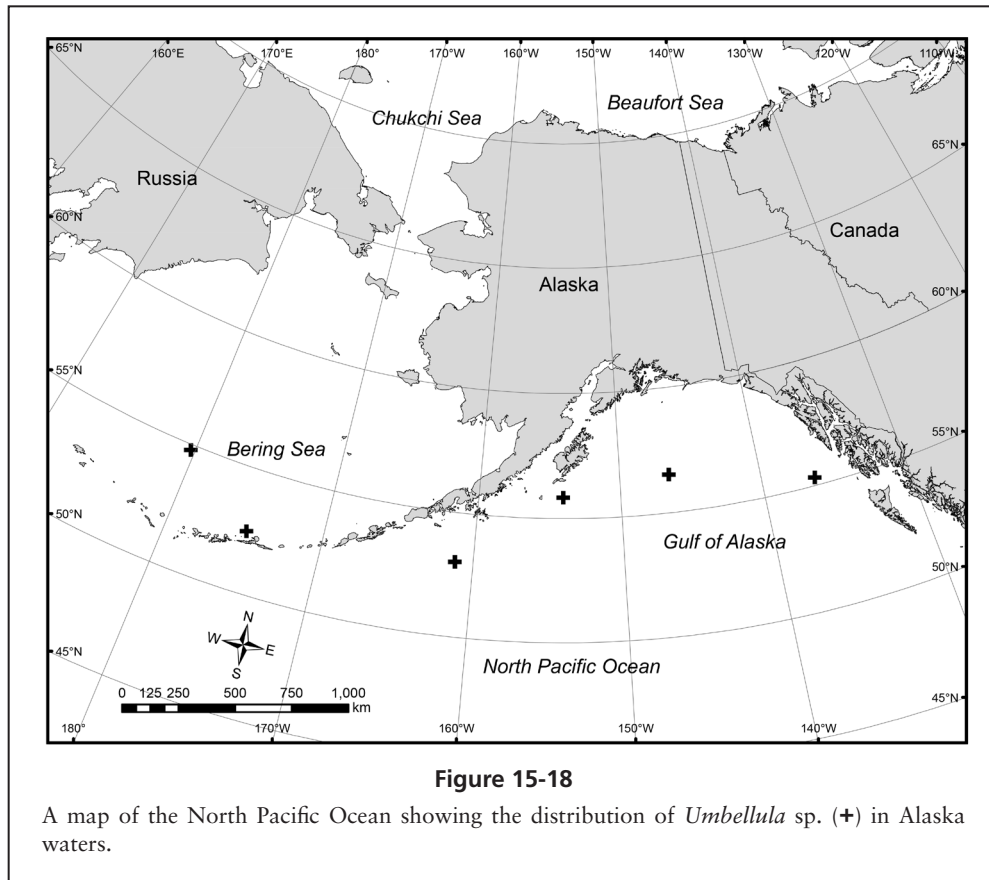 160°E 170°E 180° 170°W 160°W 150°W 140°W 130°W 120°W 110°W
65°N
Chukchi Sea
Beaufort Sea
65°N
Russia
60°N
Canada
Alaska
60°N
55°N
55°N
Bering Sea
50°N
Gulf of Alaska
50°N
N
W E
S
45°N
North Pacific Ocean
45°N
0 125 250 500 750 1,000
km
180° 170°W 160°W 150°W 140°W
Figure 15-18
A map of the North Pacific Ocean showing the distribution of Umbellula sp. (+) in Alaska
waters.